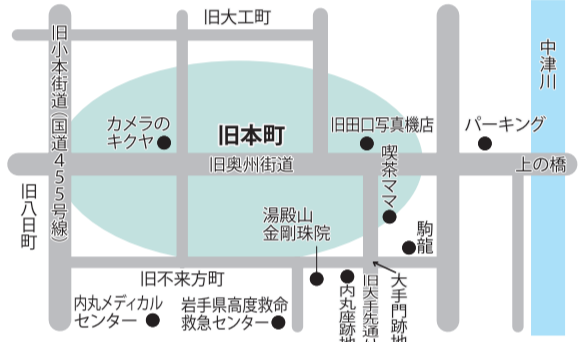 旧大工町
旧小本街道(国道455号線)
中津川
カメラの
キクヤ
旧本町
旧田口写真機店
パーキング
旧奥州街道
喫茶ママ
上の橋
旧八日町
湯殿山
金剛珠院
駒龍
旧不来方町
大手門跡地
内丸メディカル
センター
岩手県高度救命
救急センター
内丸座跡地
旧大手先通り